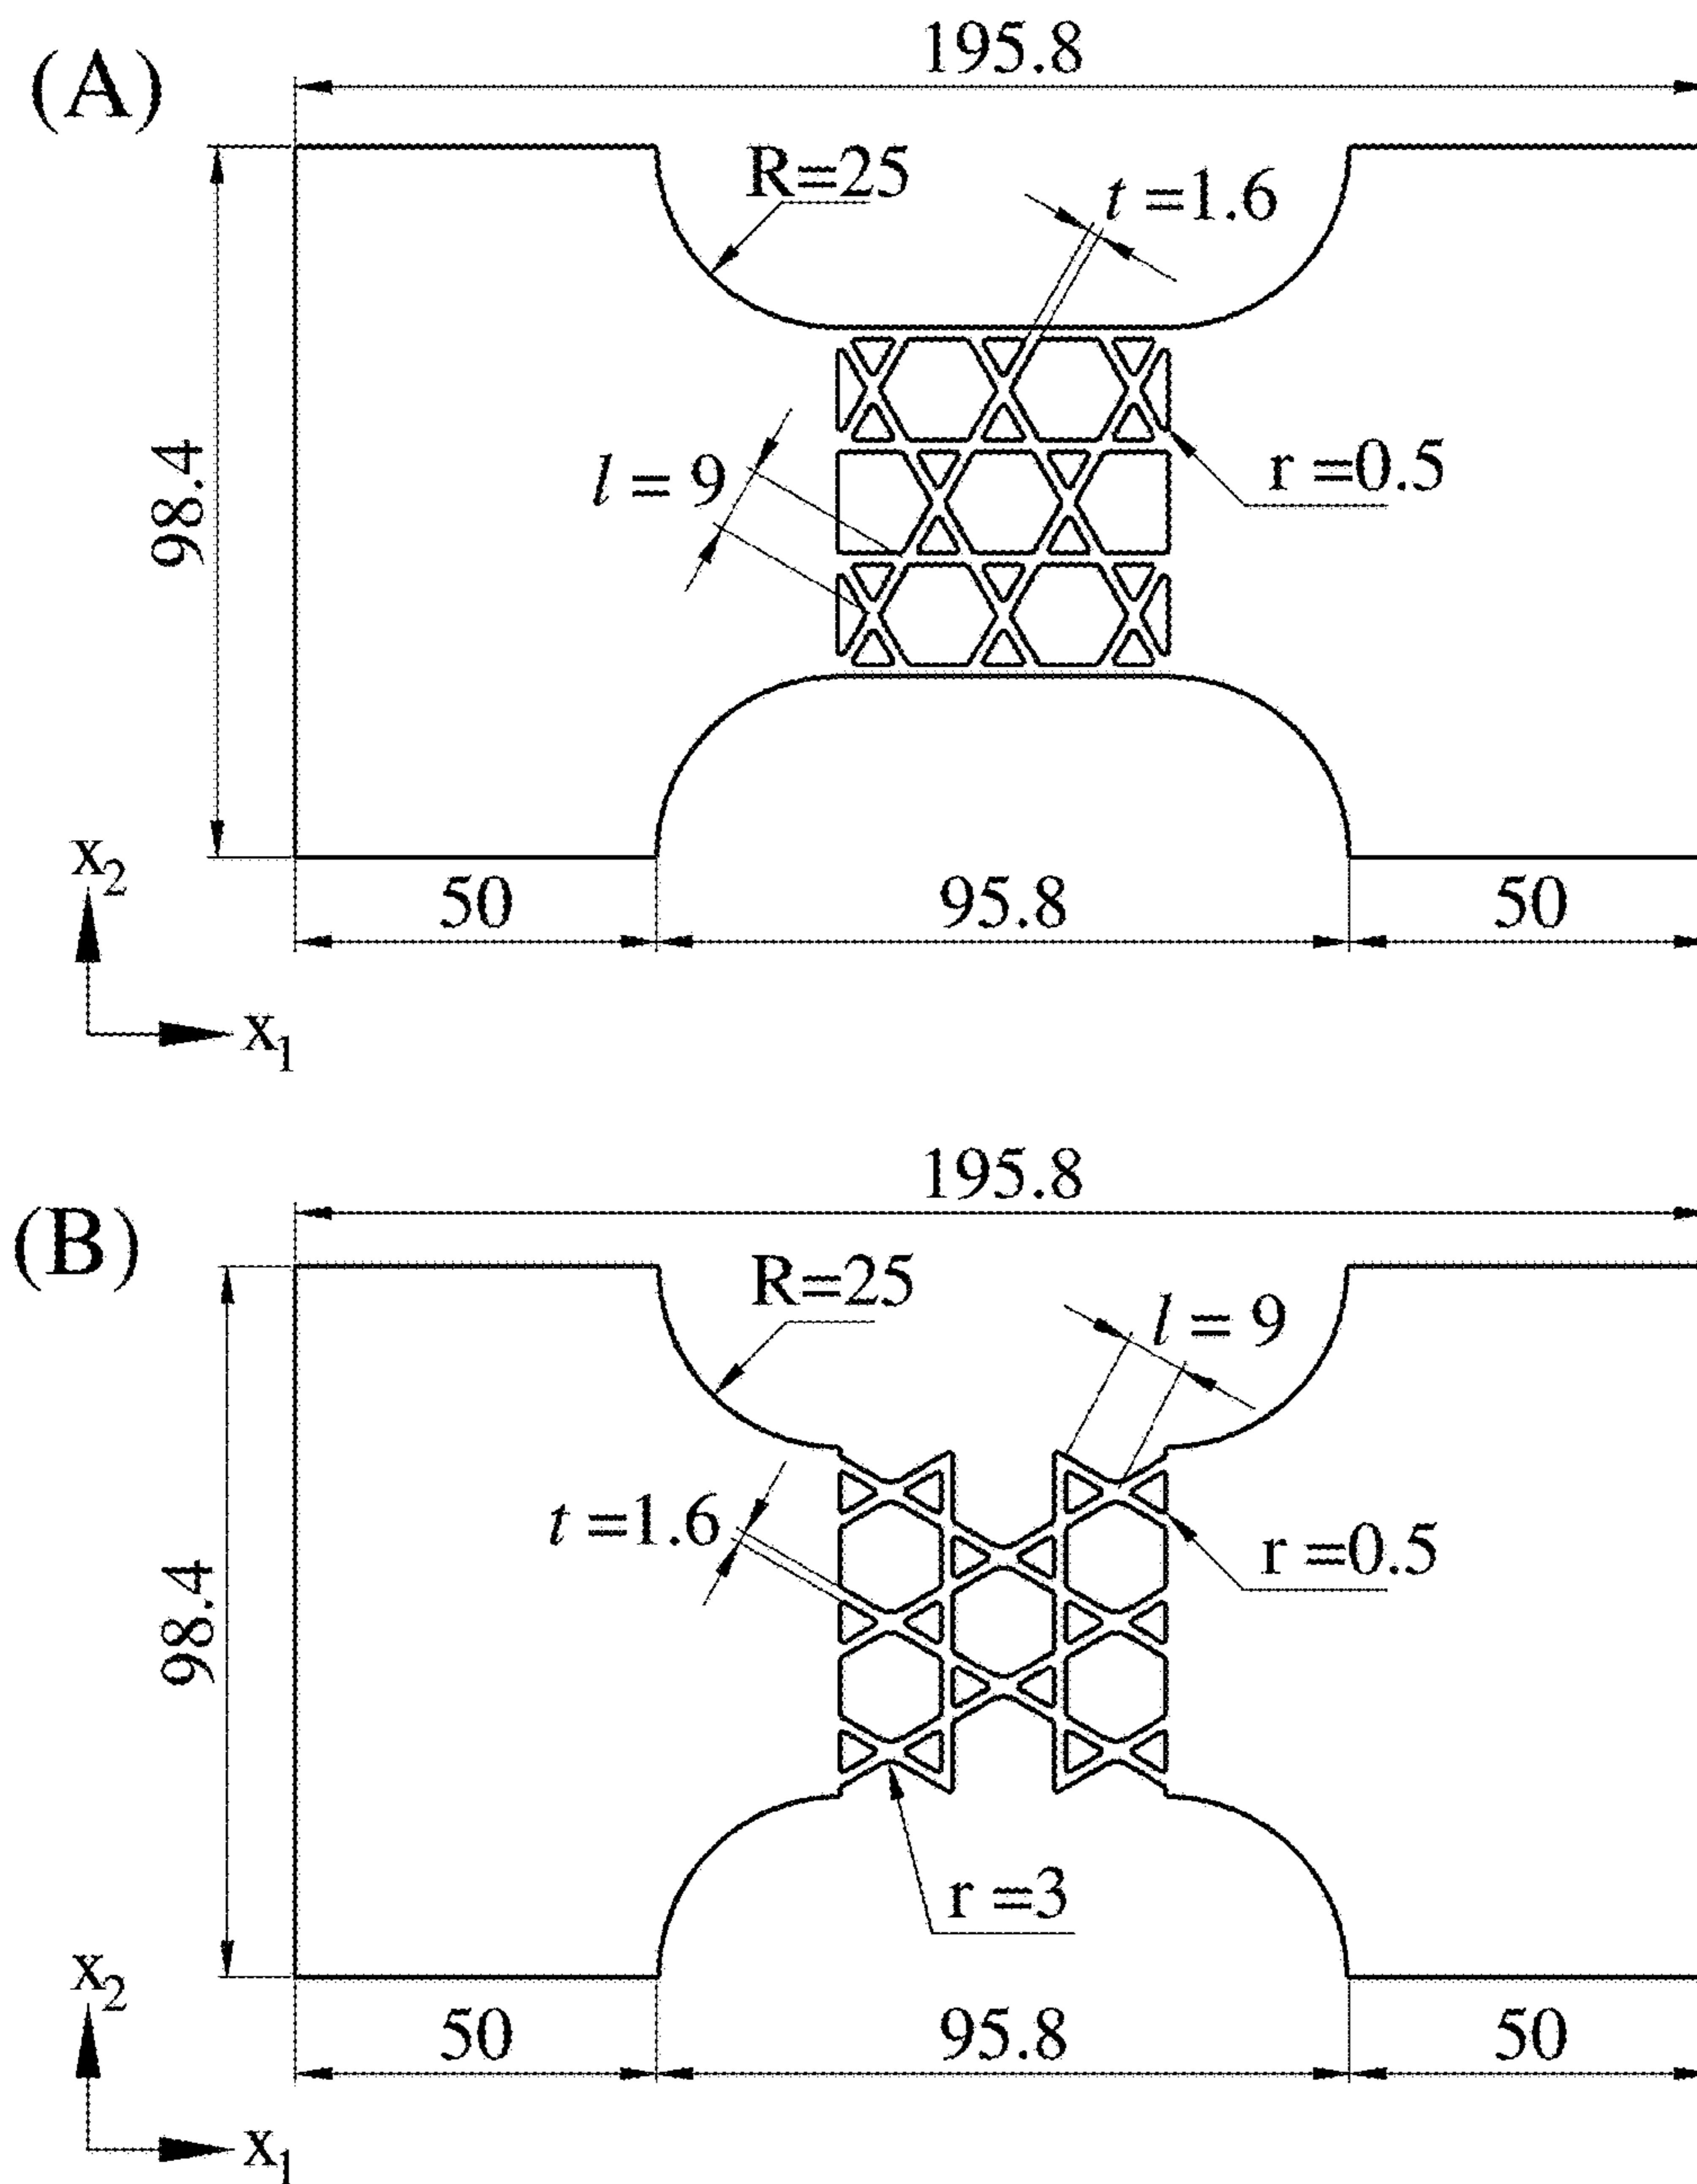 (A)
195.8
R=25
t =1.6
98.4
l = 9
r =0.5
50
95.8
50
x2
x1
(B)
195.8
R=25
l = 9
t =1.6
r =0.5
98.4
r =3
50
95.8
50
x2
x1